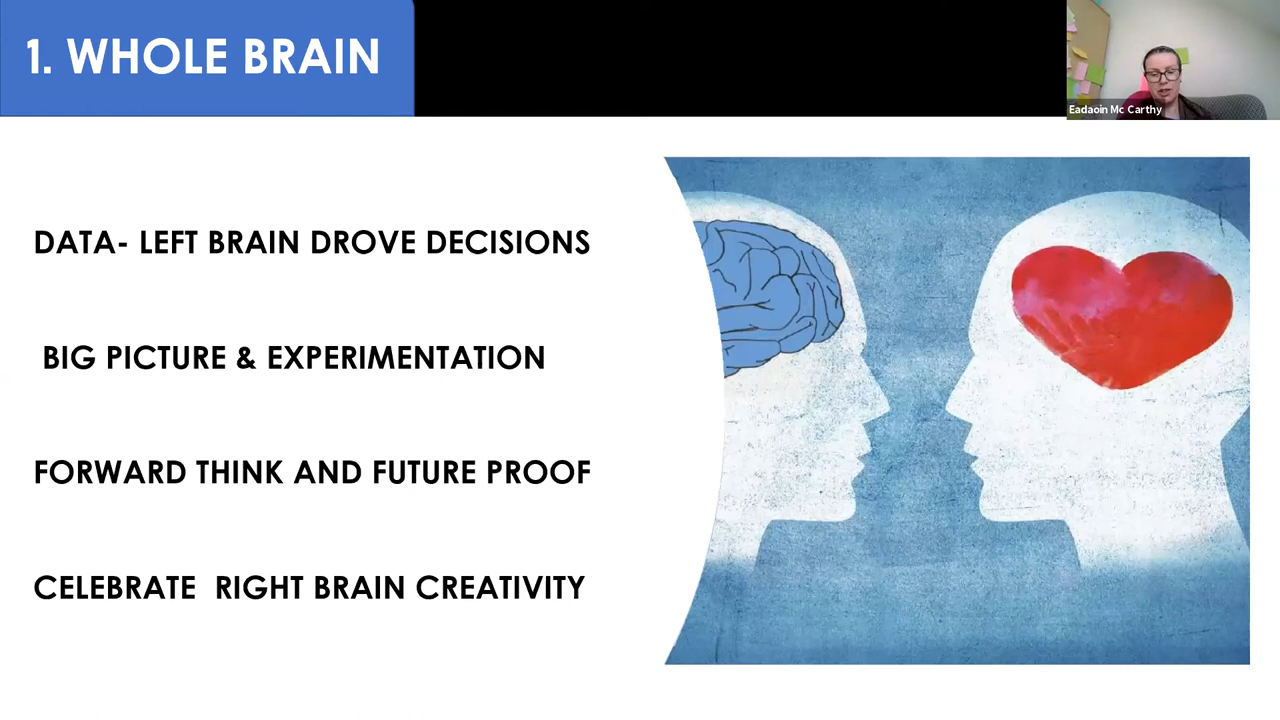 1. WHOLE BRAIN
Eadaoin Mc Carthy
DATA- LEFT BRAIN DROVE DECISIONS
BIG PICTURE & EXPERIMENTATION
FORWARD THINK AND FUTURE PROOF
CELEBRATE RIGHT BRAIN CREATIVITY